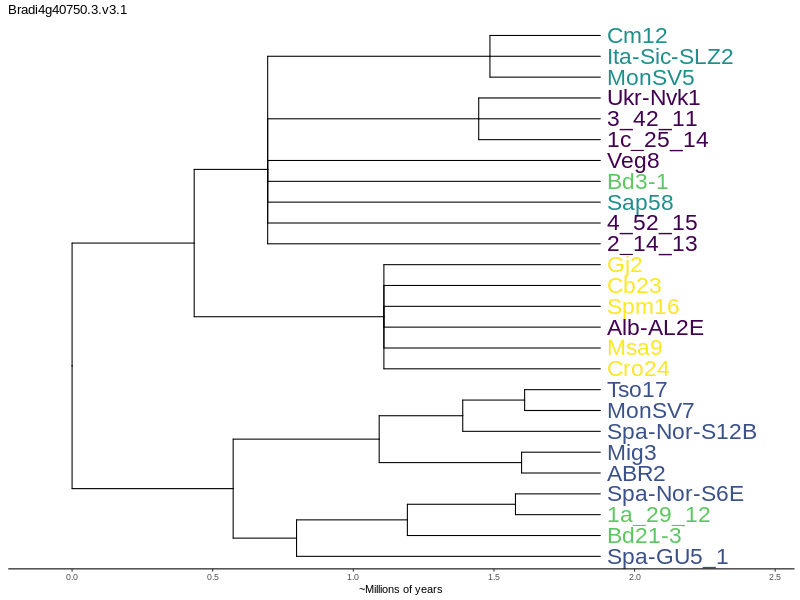 Bradi4g40750.3.v3.1
Cm12
Ita-Sic-SLZ2
MonSV5
Ukr-Nvk1
3_42_11
1c_25_14
Veg8
Bd3-1
Sap58
4_52_15
2_14_13
Gj2
Cb23
Spm16
Alb-AL2E
Msa9
Cro24
Tso17
MonSV7
Spa-Nor-S12B
Mig3
ABR2
Spa-Nor-S6E
1a_29_12
Bd21-3
Spa-GU5_1
0.0 0.5 1.0 1.5 2.0 2.5
~Millions of years